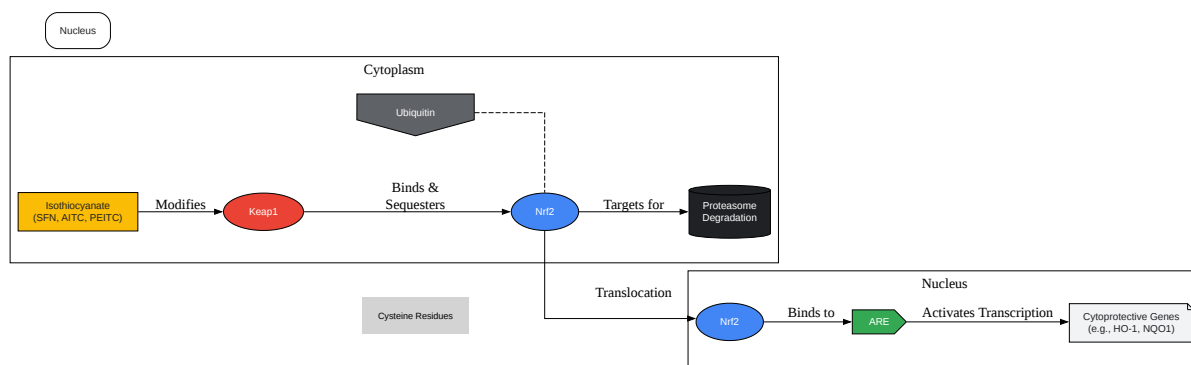 Nucleus
Cytoplasm
Ubiquitin
Isothiocyanate
(SFN, AITC, PEITC)
Modifies
Keap1
Binds &
Sequesters
Nrf2
Targets for
Proteasome
Degradation
Translocation
Cysteine Residues
Nucleus
Nrf2
Binds to
ARE
Activates Transcription
Cytoprotective Genes
(e.g., HO-1, NQO1)